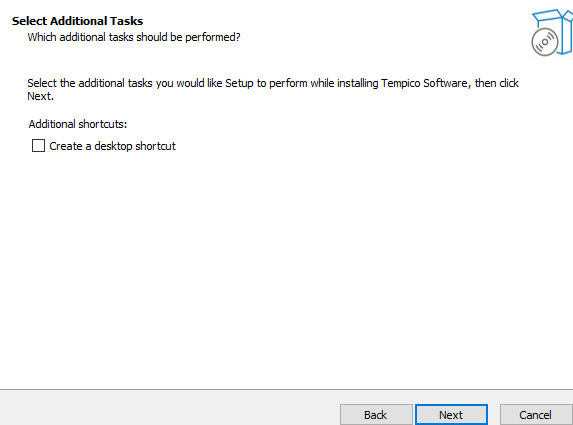 Select Additional Tasks
Which additional tasks should be performed?
Select the additional tasks you would like Setup to perform while installing Tempico Software, then click
Next.
Additional shortcuts:
Create a desktop shortcut
Back
Next
Cancel